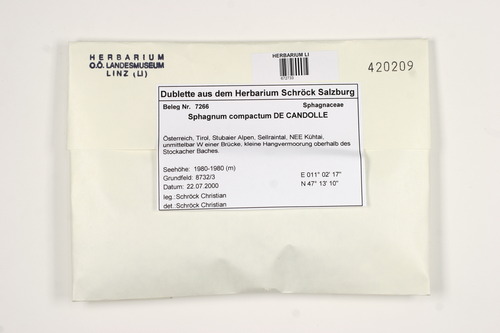 HERBARIUM
O.Ö. LANDESMUSEUM
LINZ (LI)
HERBARIUM LI
420209
Dublette aus dem Herbarium Schröck Salzburg
Beleg Nr. 7266 Sphagnaceae
Sphagnum compactum DE CANDOLLE
Österreich, Tirol, Stubaier Alpen, Sellraintal, NEE Kühtai,
unmittelbar W einer Brücke, kleine Hangvermoorung oberhalb des
Stockacher Baches.
Seehöhe: 1980-1980 (m) E 011° 02' 17"
Grundfeld: 8732/3 N 47° 13' 10"
Datum: 22.07.2000
leg.: Schröck Christian
det.: Schröck Christian